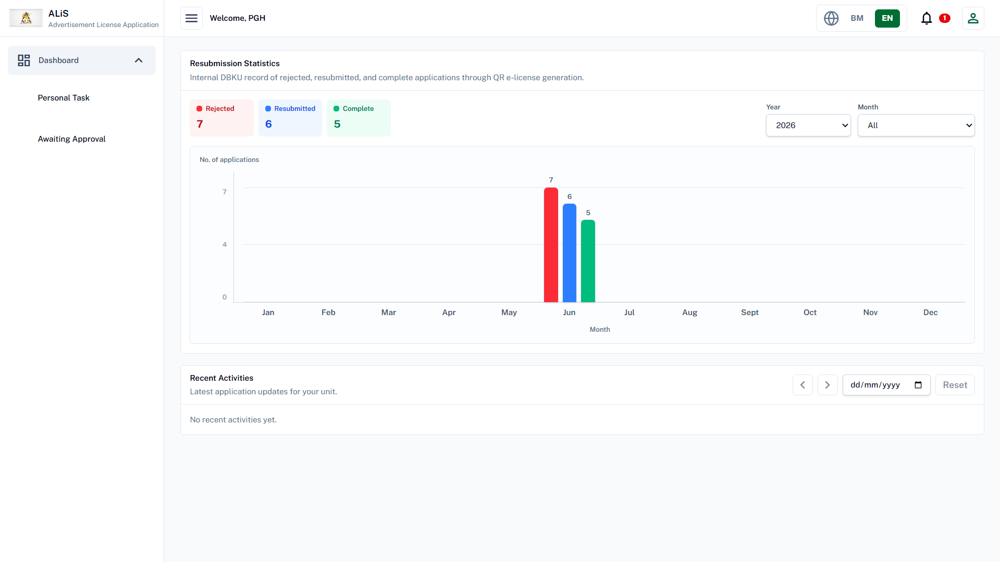 ALiS
ALiS
Advertisement License Application
Welcome, PGH
BM
EN
1
Dashboard
Personal Task
Awaiting Approval
Resubmission Statistics
Internal DBKU record of rejected, resubmitted, and complete applications through QR e-license generation.
Rejected
7
Resubmitted
6
Complete
5
Year
2026
Month
All
No. of applications
7
4
0
7
6
5
Jan
Feb
Mar
Apr
May
Jun
Jul
Aug
Sept
Oct
Nov
Dec
Month
Recent Activities
Latest application updates for your unit.
dd/mm/yyyy
Reset
No recent activities yet.